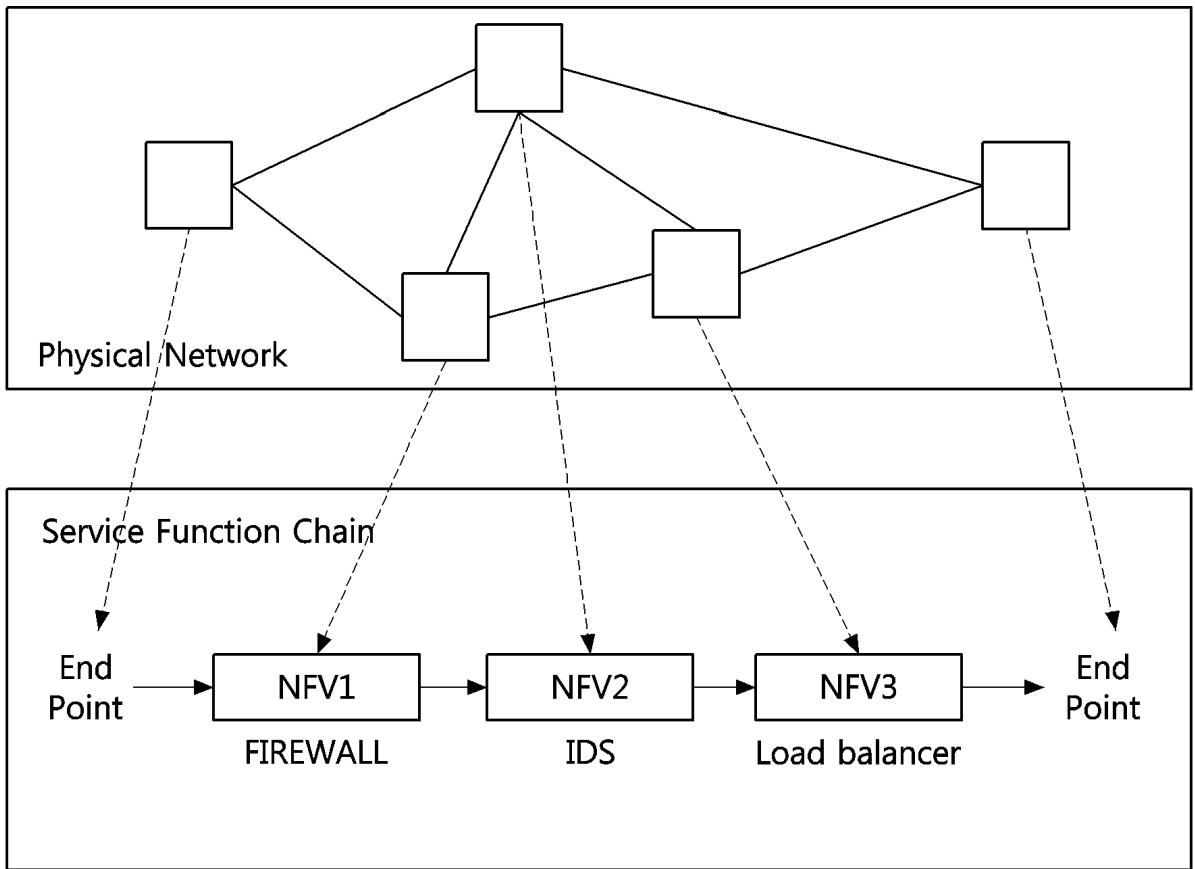 Physical Network
Service Function Chain
End
Point
NFV1
NFV2
NFV3
End
Point
FIREWALL
IDS
Load balancer